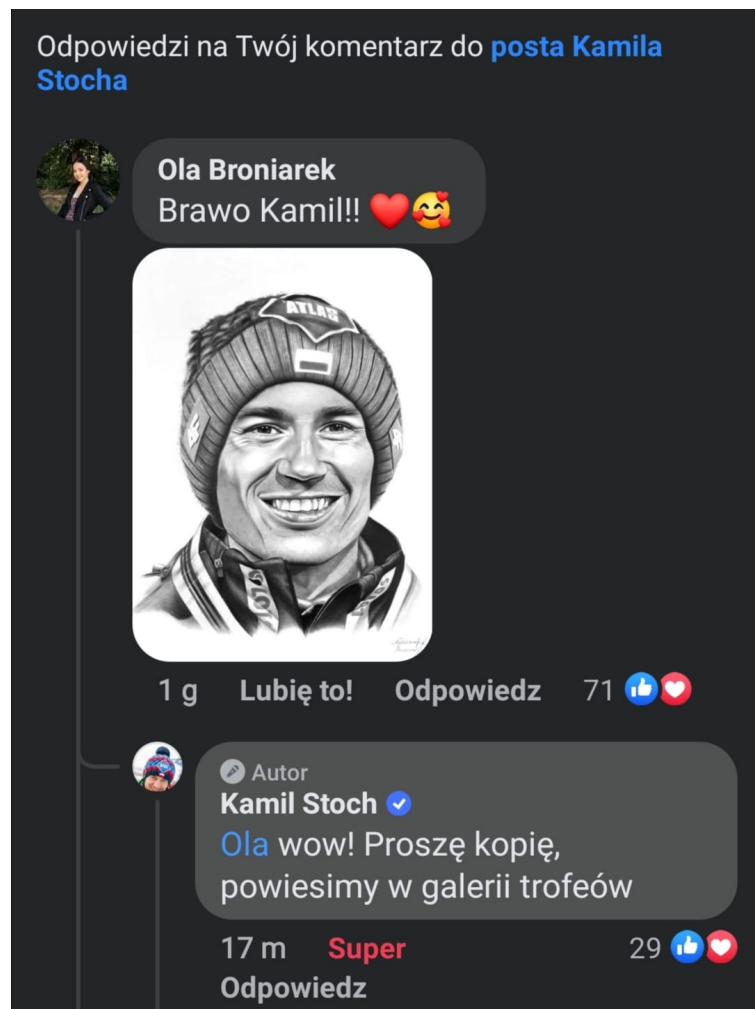 Odpowiedzi na Twój komentarz do posta Kamila
Stocha
Ola Broniarek
Brawo Kamil!! ❤️🥰
ATLAS
1 g Lubię to! Odpowiedz 71
Autor
Kamil Stoch
Ola wow! Proszę kopię,
powiesimy w galerii trofeów
17 m Super 29
Odpowiedz